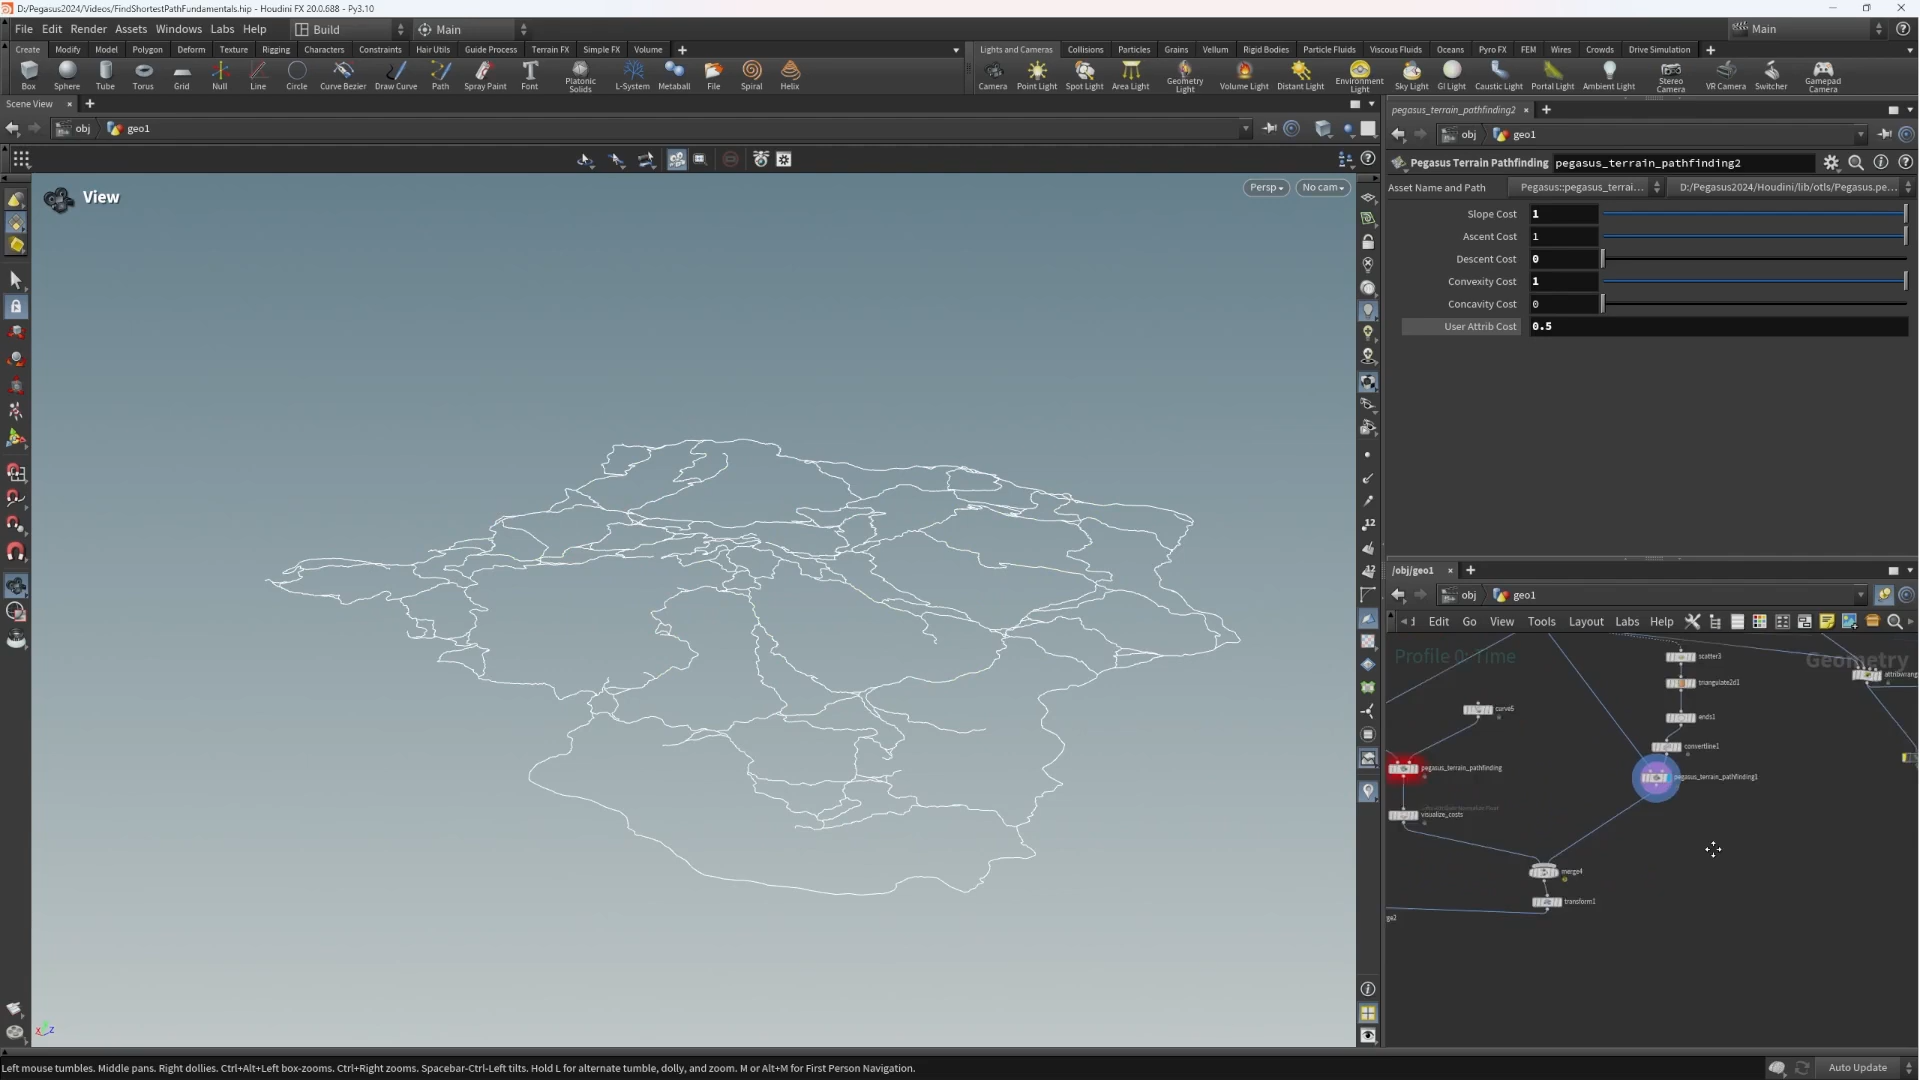 D:/Pegasus2024/Videos/FindShortestPathFundamentals.hip - Houdini FX 20.0.688 - Py3.10
File Edit Render Assets Windows Labs Help Build Main Main
Create Modify Model Polygon Deform Texture Rigging Characters Constraints Hair Utils Guide Process Terrain FX Simple FX Volume
Lights and Cameras Collisions Particles Grains Vellum Rigid Bodies Particle Fluids Viscous Fluids Oceans Pyro FX FEM Wires Crowds Drive Simulation
Box Sphere Tube Torus Grid Null Line Circle Curve Bezier Draw Curve Path Spray Paint Font Platonic Solids L-System Metaball File Spiral Helix
Camera Point Light Spot Light Area Light Geometry Light Volume Light Distant Light Environment Light Sky Light GI Light Caustic Light Portal Light Ambient Light Stereo Camera VR Camera Switcher Gamepad Camera
Scene View
obj geo1
View
Persp No cam
pegasus_terrain_pathfinding2
obj geo1
Pegasus Terrain Pathfinding pegasus_terrain_pathfinding2
Asset Name and Path Pegasus::pegasus_terrai... D:/Pegasus2024/Houdini/lib/otls/Pegasus.pe...
Slope Cost 1
Ascent Cost 1
Descent Cost 0
Convexity Cost 1
Concavity Cost 0
User Attrib Cost 0.5
/obj/geo1
obj geo1
Edit Go View Tools Layout Labs Help
Profile 0: Time
Geometry
scatter3
attribwrang
triangulate2d1
curve5
ends1
convertline1
pegasus_terrain_pathfinding
pegasus_terrain_pathfinding1
visualize_costs
merge4
transform1
ge2
12
12
x z
Left mouse tumbles. Middle pans. Right dollies. Ctrl+Alt+Left box-zooms. Ctrl+Right zooms. Spacebar-Ctrl-Left tilts. Hold L for alternate tumble, dolly, and zoom. M or Alt+M for First Person Navigation.
Auto Update